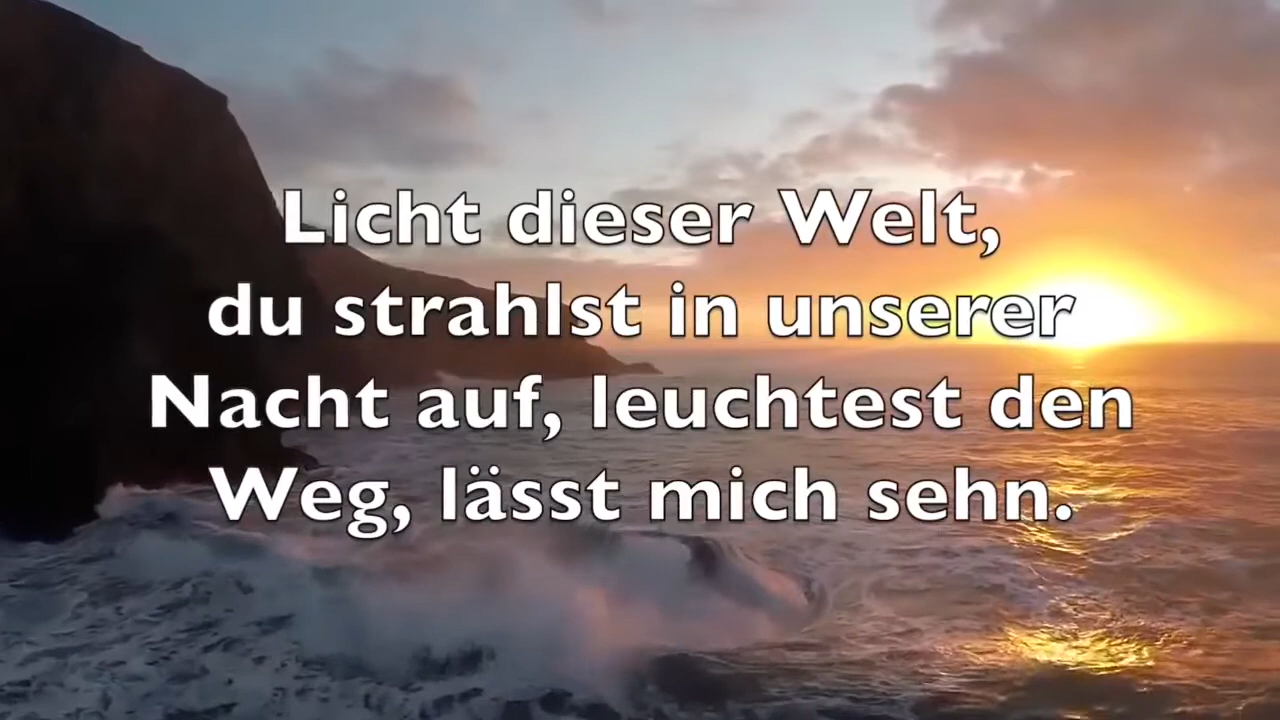 Licht dieser Welt,
du strahlst in unserer
Nacht auf, leuchtest den
Weg, lässt mich sehn.